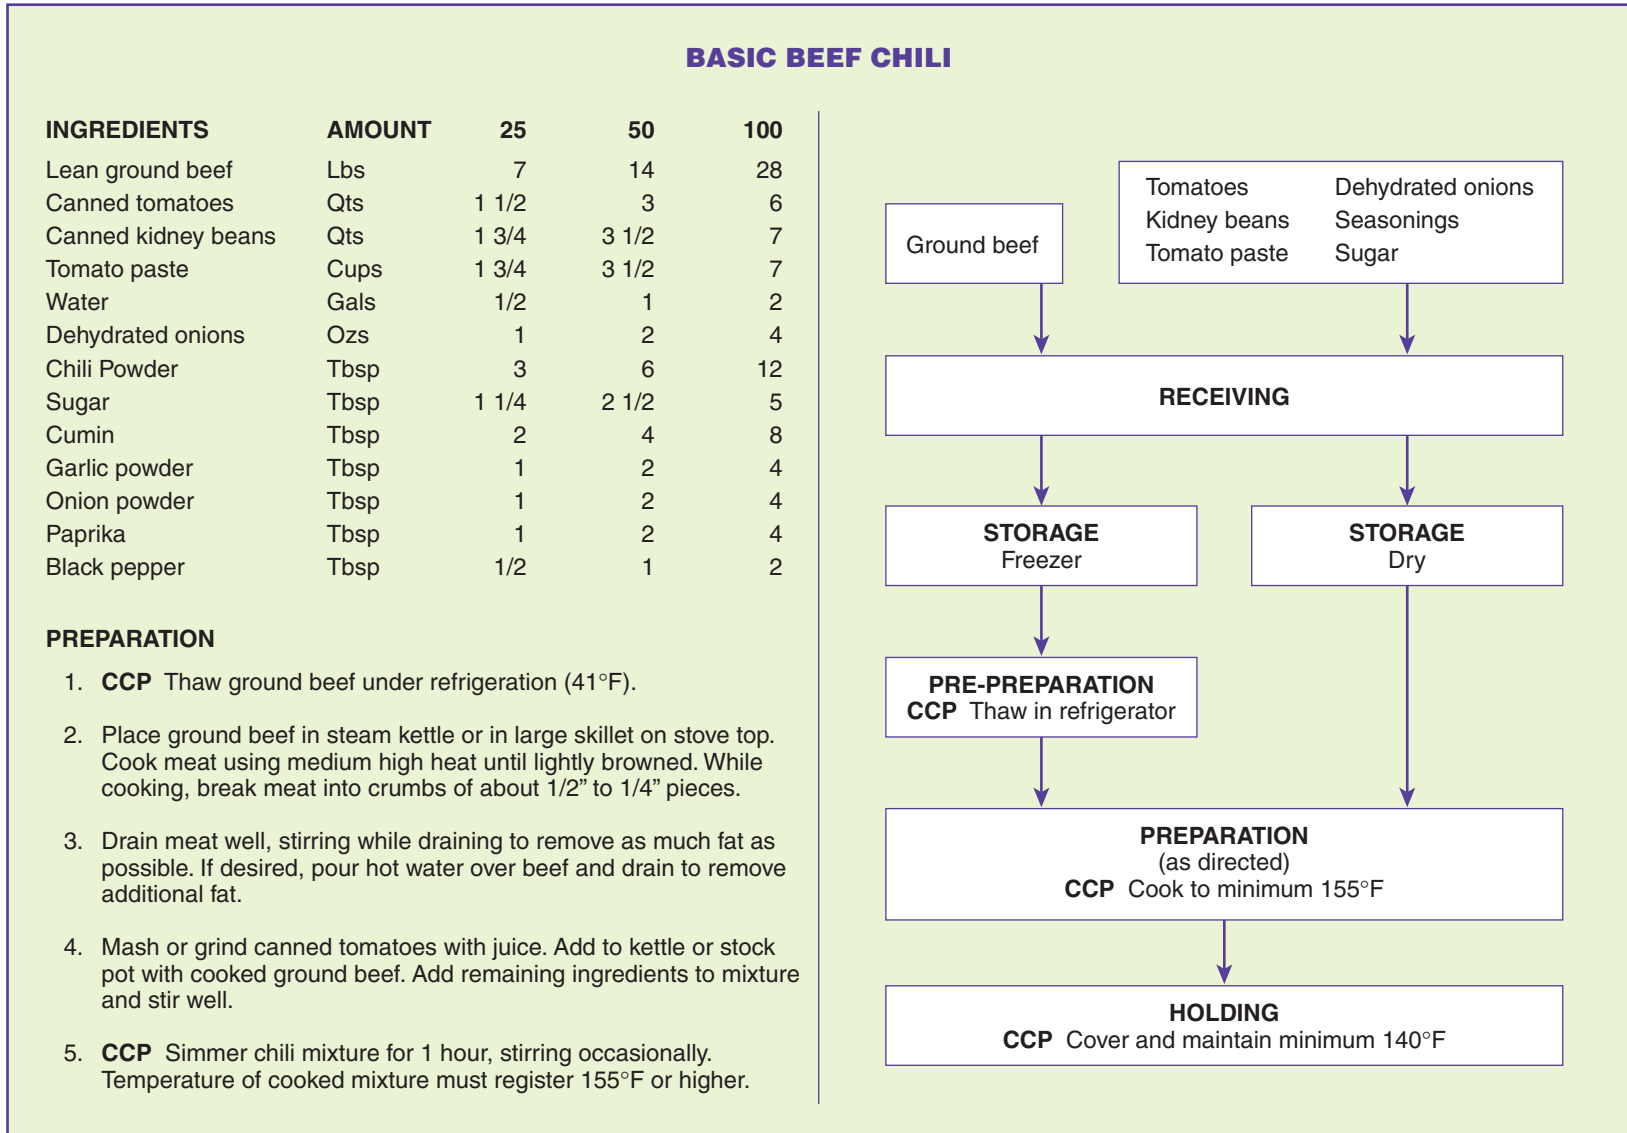 BASIC BEEF CHILI
INGREDIENTS AMOUNT 25 50 100
Lean ground beef Lbs 7 14 28
Canned tomatoes Qts 1 1/2 3 6
Canned kidney beans Qts 1 3/4 3 1/2 7
Tomato paste Cups 1 3/4 3 1/2 7
Water Gals 1/2 1 2
Dehydrated onions Ozs 1 2 4
Chili Powder Tbsp 3 6 12
Sugar Tbsp 1 1/4 2 1/2 5
Cumin Tbsp 2 4 8
Garlic powder Tbsp 1 2 4
Onion powder Tbsp 1 2 4
Paprika Tbsp 1 2 4
Black pepper Tbsp 1/2 1 2
PREPARATION
1. CCP Thaw ground beef under refrigeration (41°F).
2. Place ground beef in steam kettle or in large skillet on stove top.
Cook meat using medium high heat until lightly browned. While
cooking, break meat into crumbs of about 1/2” to 1/4” pieces.
3. Drain meat well, stirring while draining to remove as much fat as
possible. If desired, pour hot water over beef and drain to remove
additional fat.
4. Mash or grind canned tomatoes with juice. Add to kettle or stock
pot with cooked ground beef. Add remaining ingredients to mixture
and stir well.
5. CCP Simmer chili mixture for 1 hour, stirring occasionally.
Temperature of cooked mixture must register 155°F or higher.
Ground beef
Tomatoes Dehydrated onions
Kidney beans Seasonings
Tomato paste Sugar
RECEIVING
STORAGE
Freezer
STORAGE
Dry
PRE-PREPARATION
CCP Thaw in refrigerator
PREPARATION
(as directed)
CCP Cook to minimum 155°F
HOLDING
CCP Cover and maintain minimum 140°F